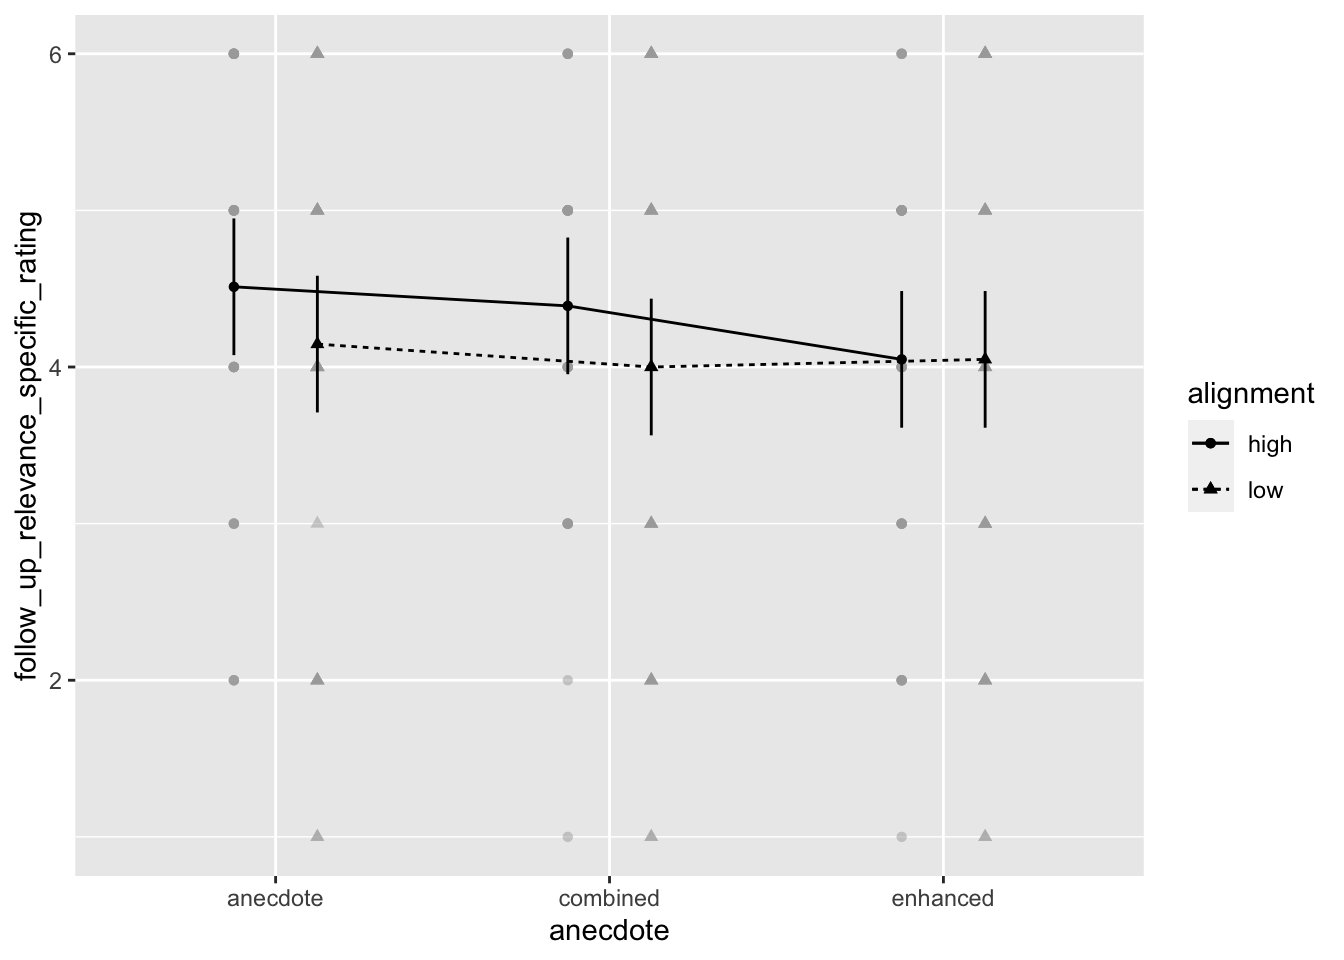 follow_up_relevance_specific_rating
6
4
2
anecdote combined enhanced
anecdote
alignment
high
low